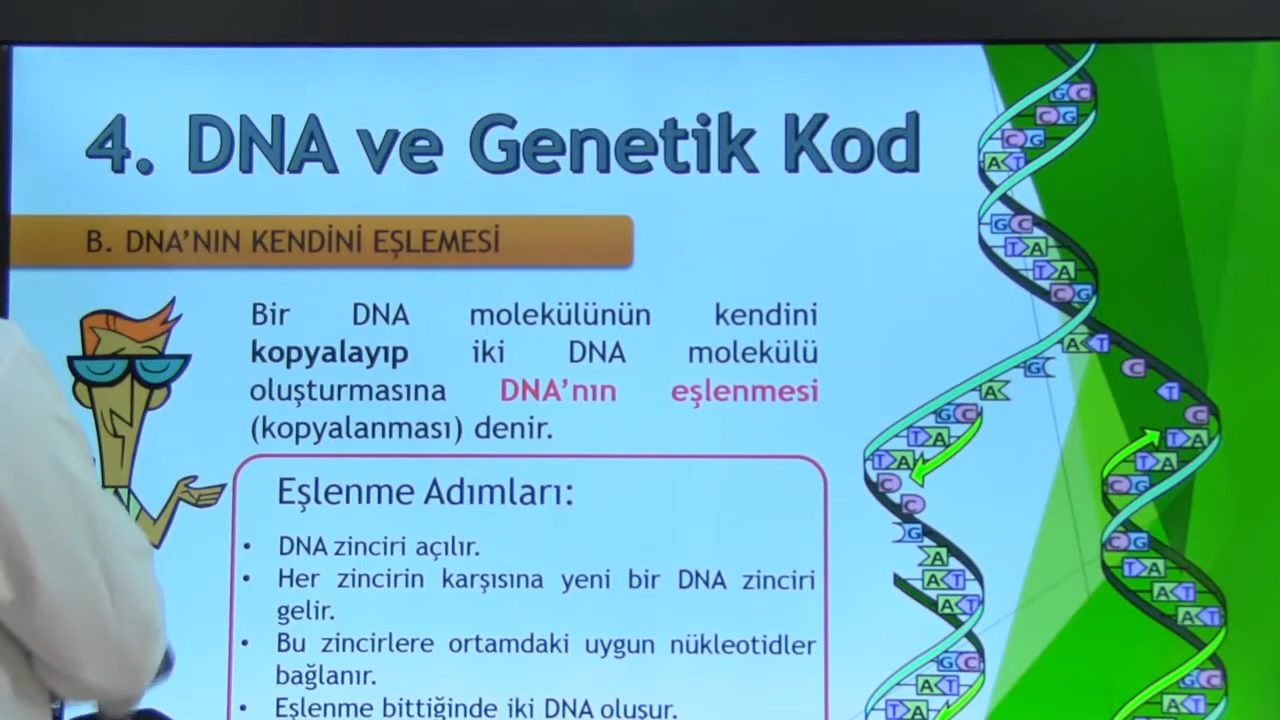 4. DNA ve Genetik Kod
B. DNA’NIN KENDİNİ EŞLEMESİ
Bir DNA molekülünün kendini
kopyalayıp iki DNA molekülü
oluşturmasına DNA’nın eşlenmesi
(kopyalanması) denir.
Eşlenme Adımları:
• DNA zinciri açılır.
• Her zincirin karşısına yeni bir DNA zinciri
gelir.
• Bu zincirlere ortamdaki uygun nükleotidler
bağlanır.
• Eşlenme bittiğinde iki DNA oluşur.
G C
C G
C G
A T
G C
T A
T A
C G
A T
G
A
G C
T A
T A
C
C
G
A
A T
A T
G C
A T
T A
C
T
C
T A
T A
C G
C G
T A
A T
A T
G C
A T